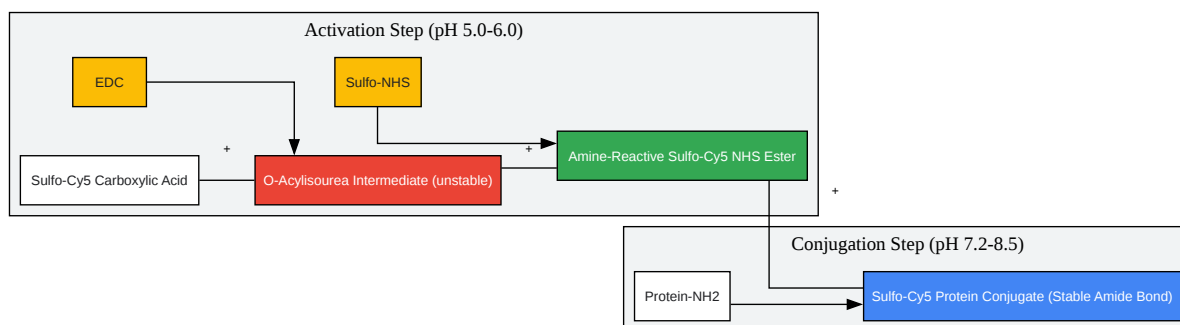 Activation Step (pH 5.0-6.0)
EDC
Sulfo-NHS
+
+
Amine-Reactive Sulfo-Cy5 NHS Ester
Sulfo-Cy5 Carboxylic Acid
O-Acylisourea Intermediate (unstable)
+
Conjugation Step (pH 7.2-8.5)
Protein-NH2
Sulfo-Cy5 Protein Conjugate (Stable Amide Bond)